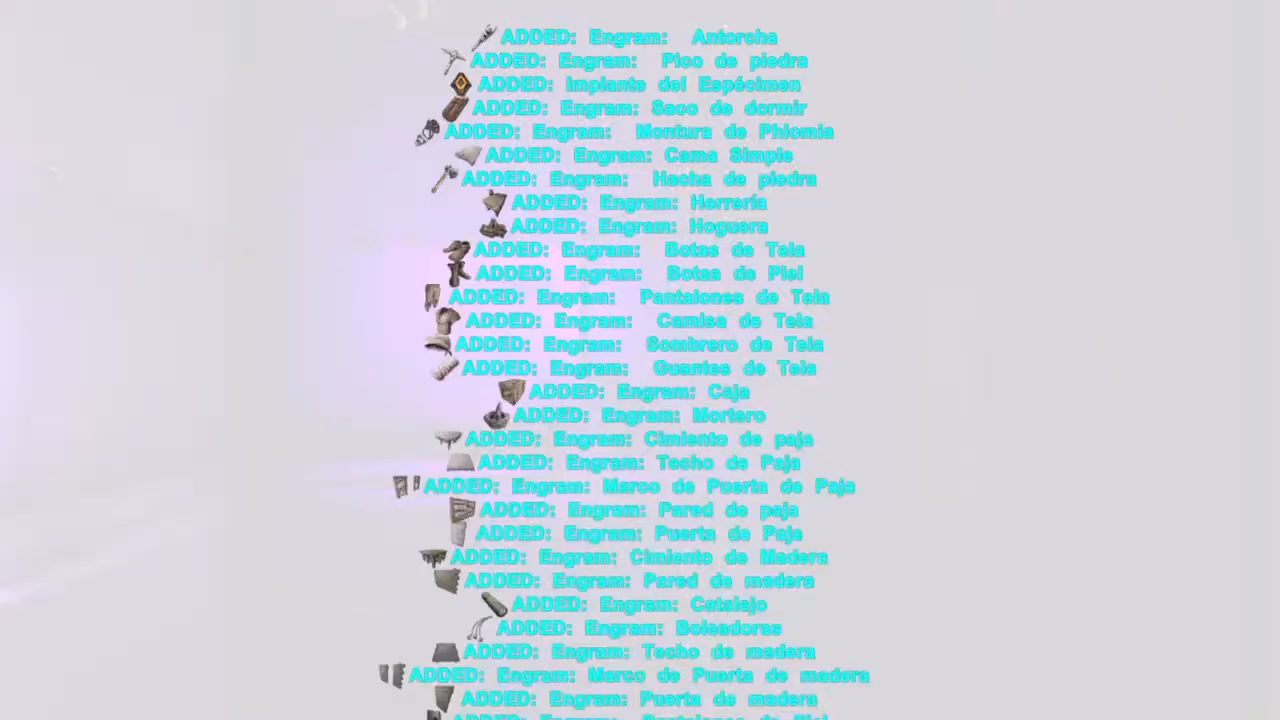 ADDED: Engram: Antorcha
ADDED: Engram: Pico de piedra
ADDED: Implante del Espécimen
ADDED: Engram: Saco de dormir
ADDED: Engram: Montura de Phiomia
ADDED: Engram: Cama Simple
ADDED: Engram: Hacha de piedra
ADDED: Engram: Herrería
ADDED: Engram: Hoguera
ADDED: Engram: Botas de Tela
ADDED: Engram: Botas de Piel
ADDED: Engram: Pantalones de Tela
ADDED: Engram: Camisa de Tela
ADDED: Engram: Sombrero de Tela
ADDED: Engram: Guantes de Tela
ADDED: Engram: Caja
ADDED: Engram: Mortero
ADDED: Engram: Cimiento de paja
ADDED: Engram: Techo de Paja
ADDED: Engram: Marco de Puerta de Paja
ADDED: Engram: Pared de paja
ADDED: Engram: Puerta de Paja
ADDED: Engram: Cimiento de Madera
ADDED: Engram: Pared de madera
ADDED: Engram: Catalejo
ADDED: Engram: Boleadoras
ADDED: Engram: Techo de madera
ADDED: Engram: Marco de Puerta de madera
ADDED: Engram: Puerta de madera
ADDED: Engram: Pantalones de Piel